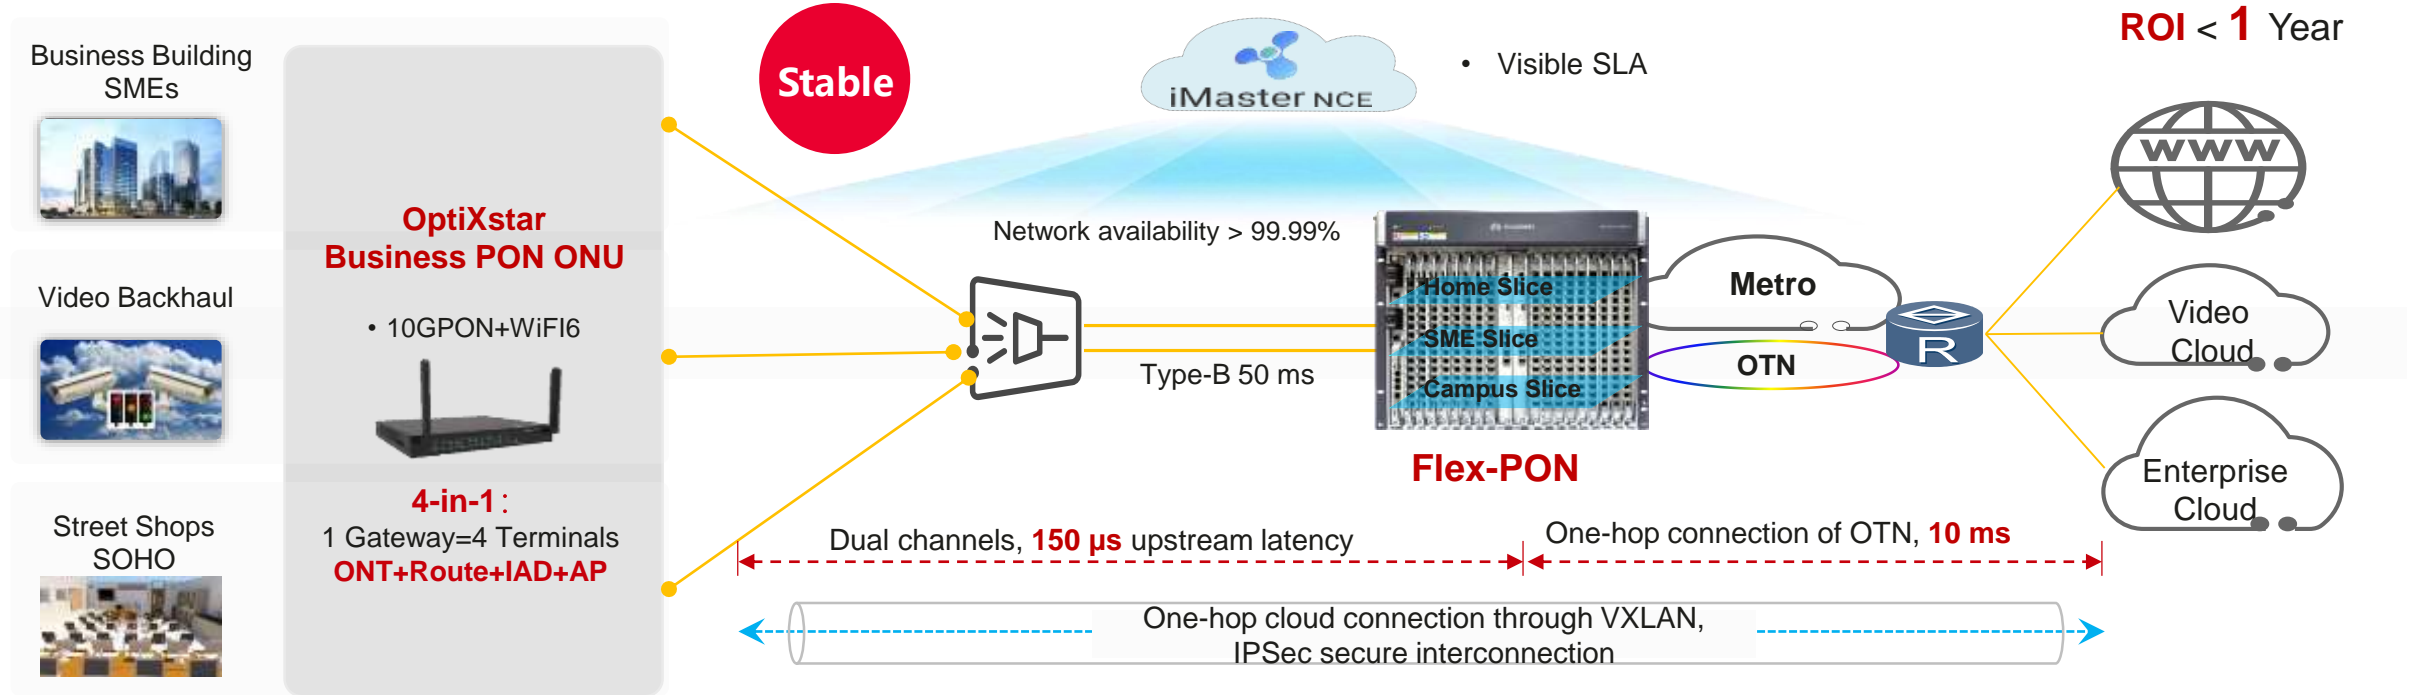 Business Building
SMEs
Video Backhaul
Street Shops
SOHO
OptiXstar
Business PON ONU
• 10GPON+WiFI6
4-in-1：
1 Gateway=4 Terminals
ONT+Route+IAD+AP
Stable
iMaster NCE
• Visible SLA
Network availability > 99.99%
Type-B 50 ms
Home Slice
SME Slice
Campus Slice
Flex-PON
Metro
OTN
R
ROI < 1 Year
WWW
Video
Cloud
Enterprise
Cloud
Dual channels, 150 µs upstream latency
One-hop connection of OTN, 10 ms
One-hop cloud connection through VXLAN,
IPSec secure interconnection